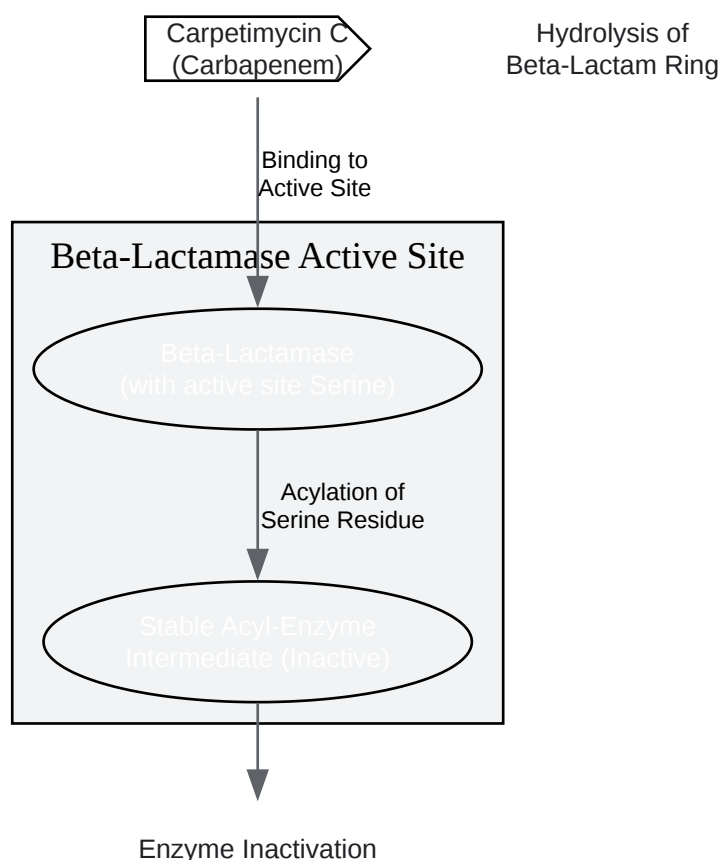 Carpetimycin C
(Carbapenem)
Hydrolysis of
Beta-Lactam Ring
Binding to
Active Site
Beta-Lactamase Active Site
Beta-Lactamase
(with active site Serine)
Acylation of
Serine Residue
Stable Acyl-Enzyme
Intermediate (Inactive)
Enzyme Inactivation